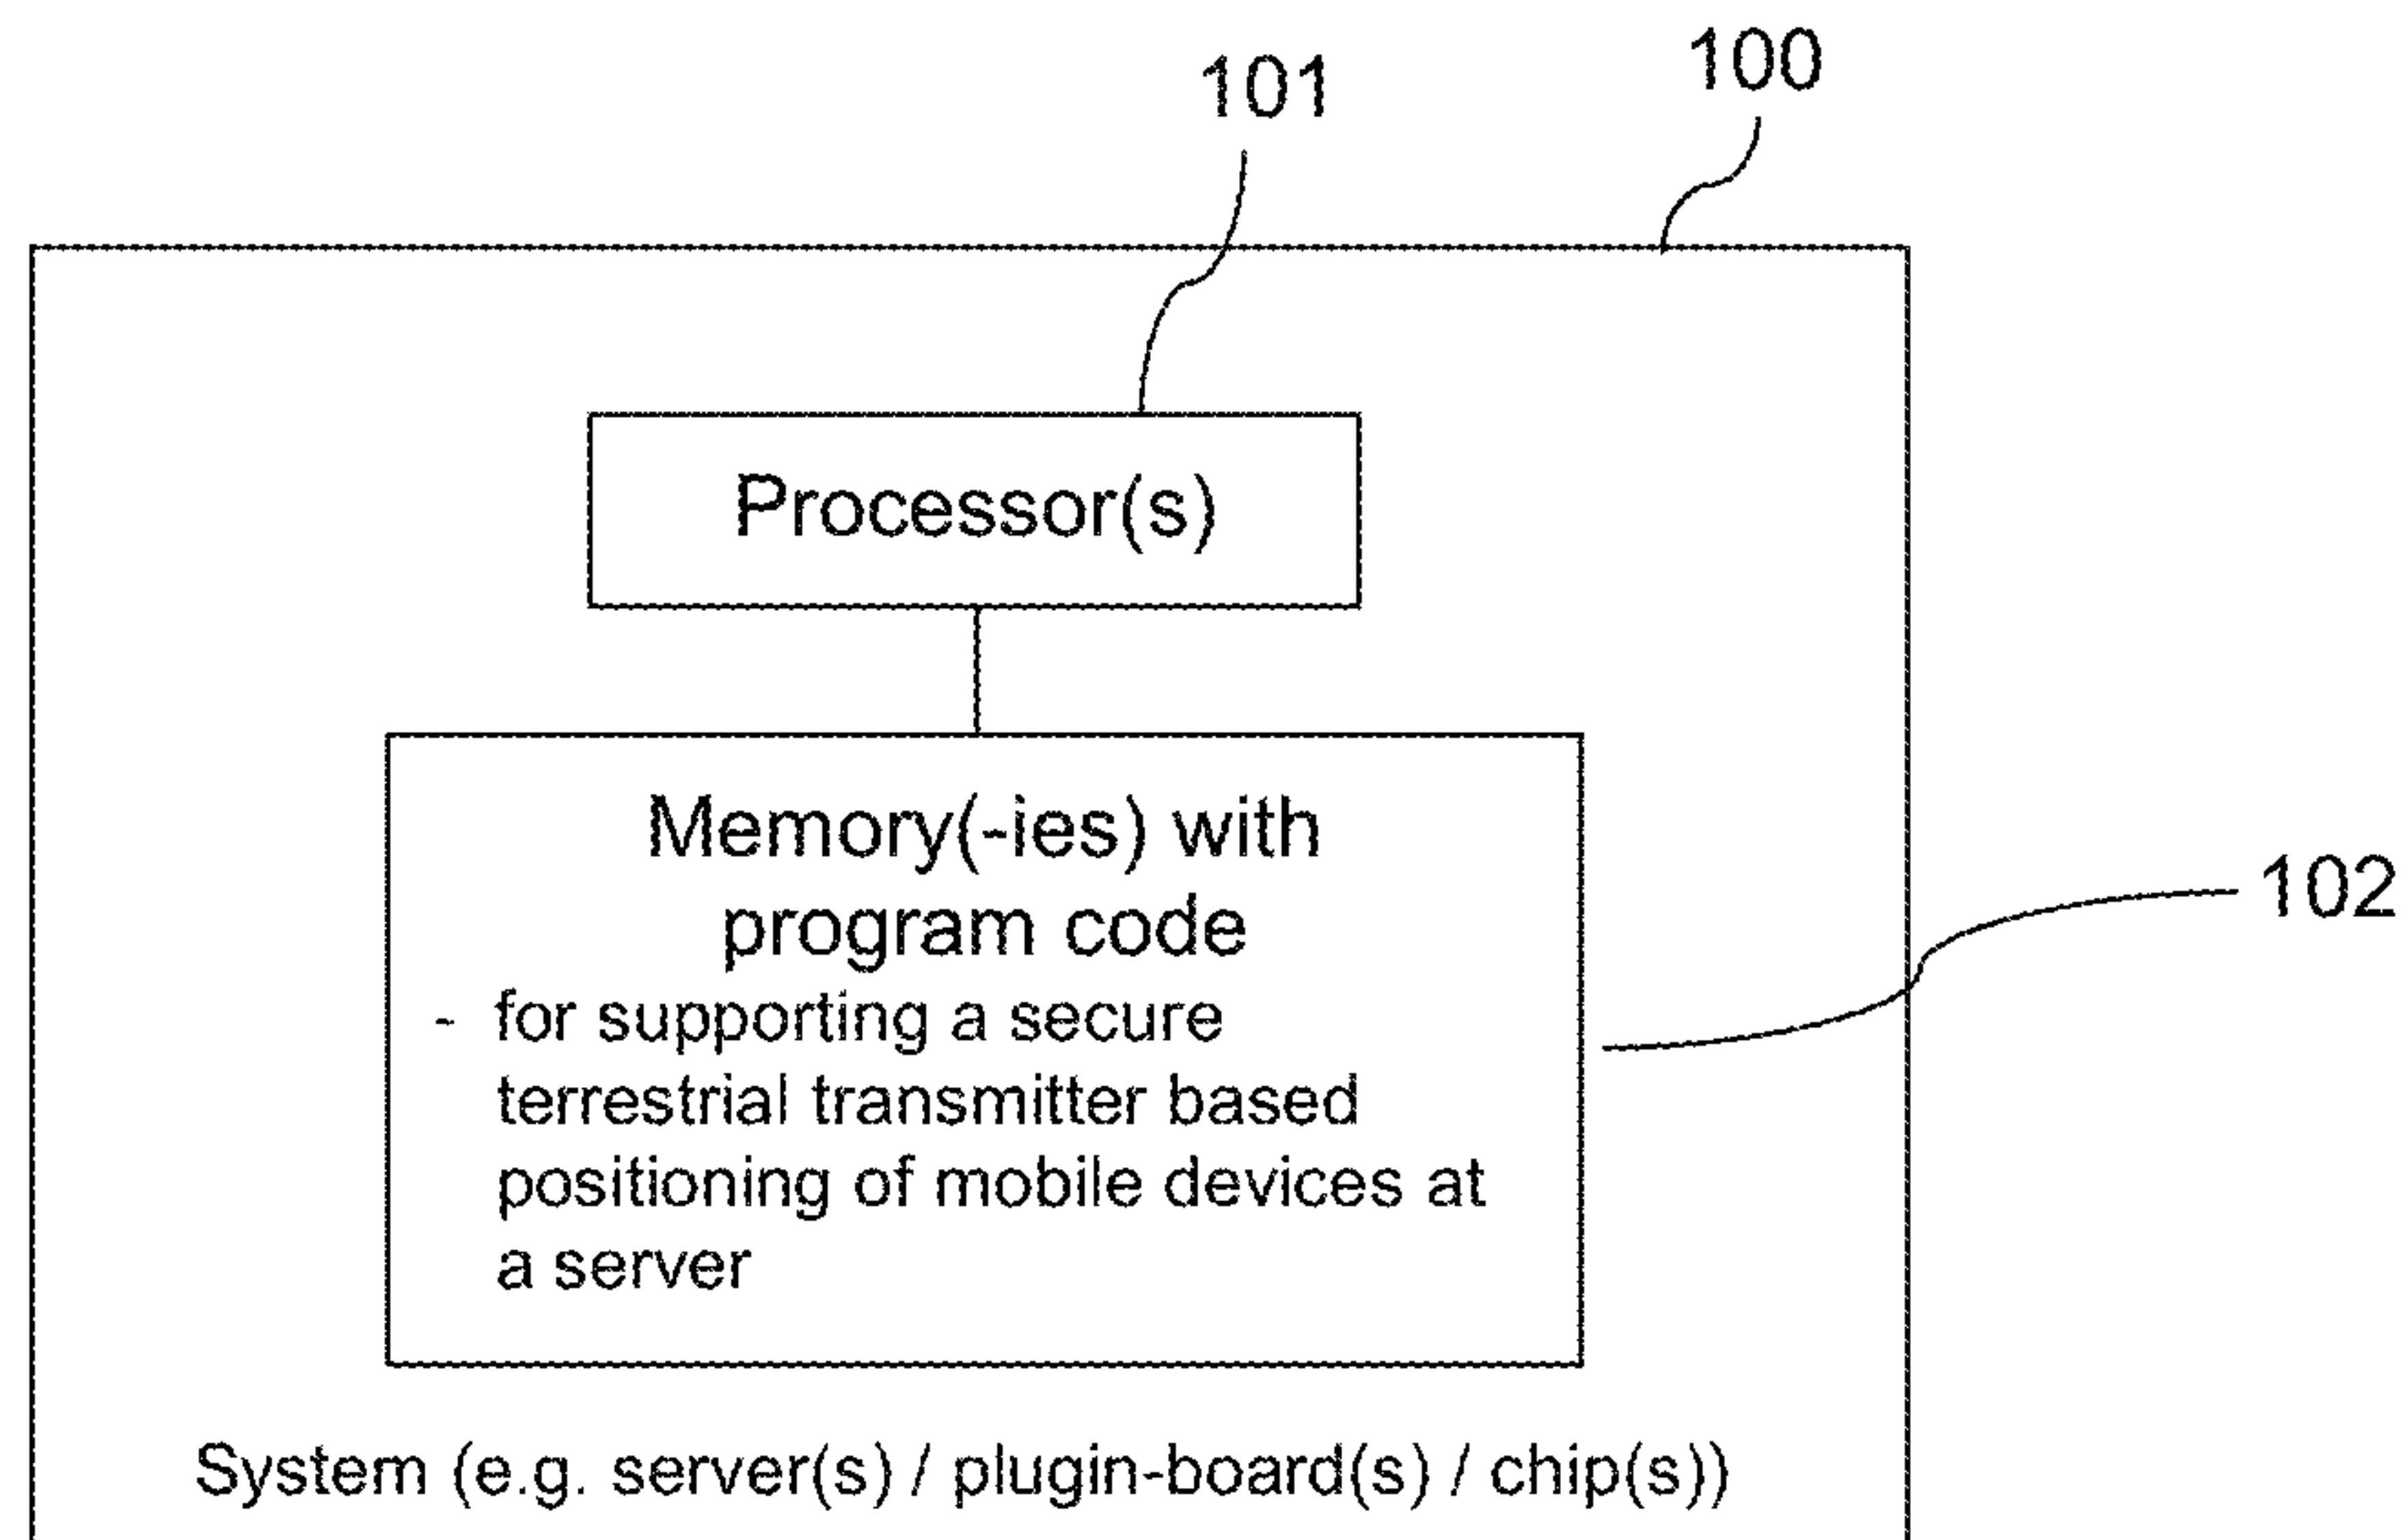 100
101
Processor(s)
Memory(-ies) with
program code
- for supporting a secure
terrestrial transmitter based
positioning of mobile devices at
a server
102
System (e.g. server(s) / plugin-board(s) / chip(s))